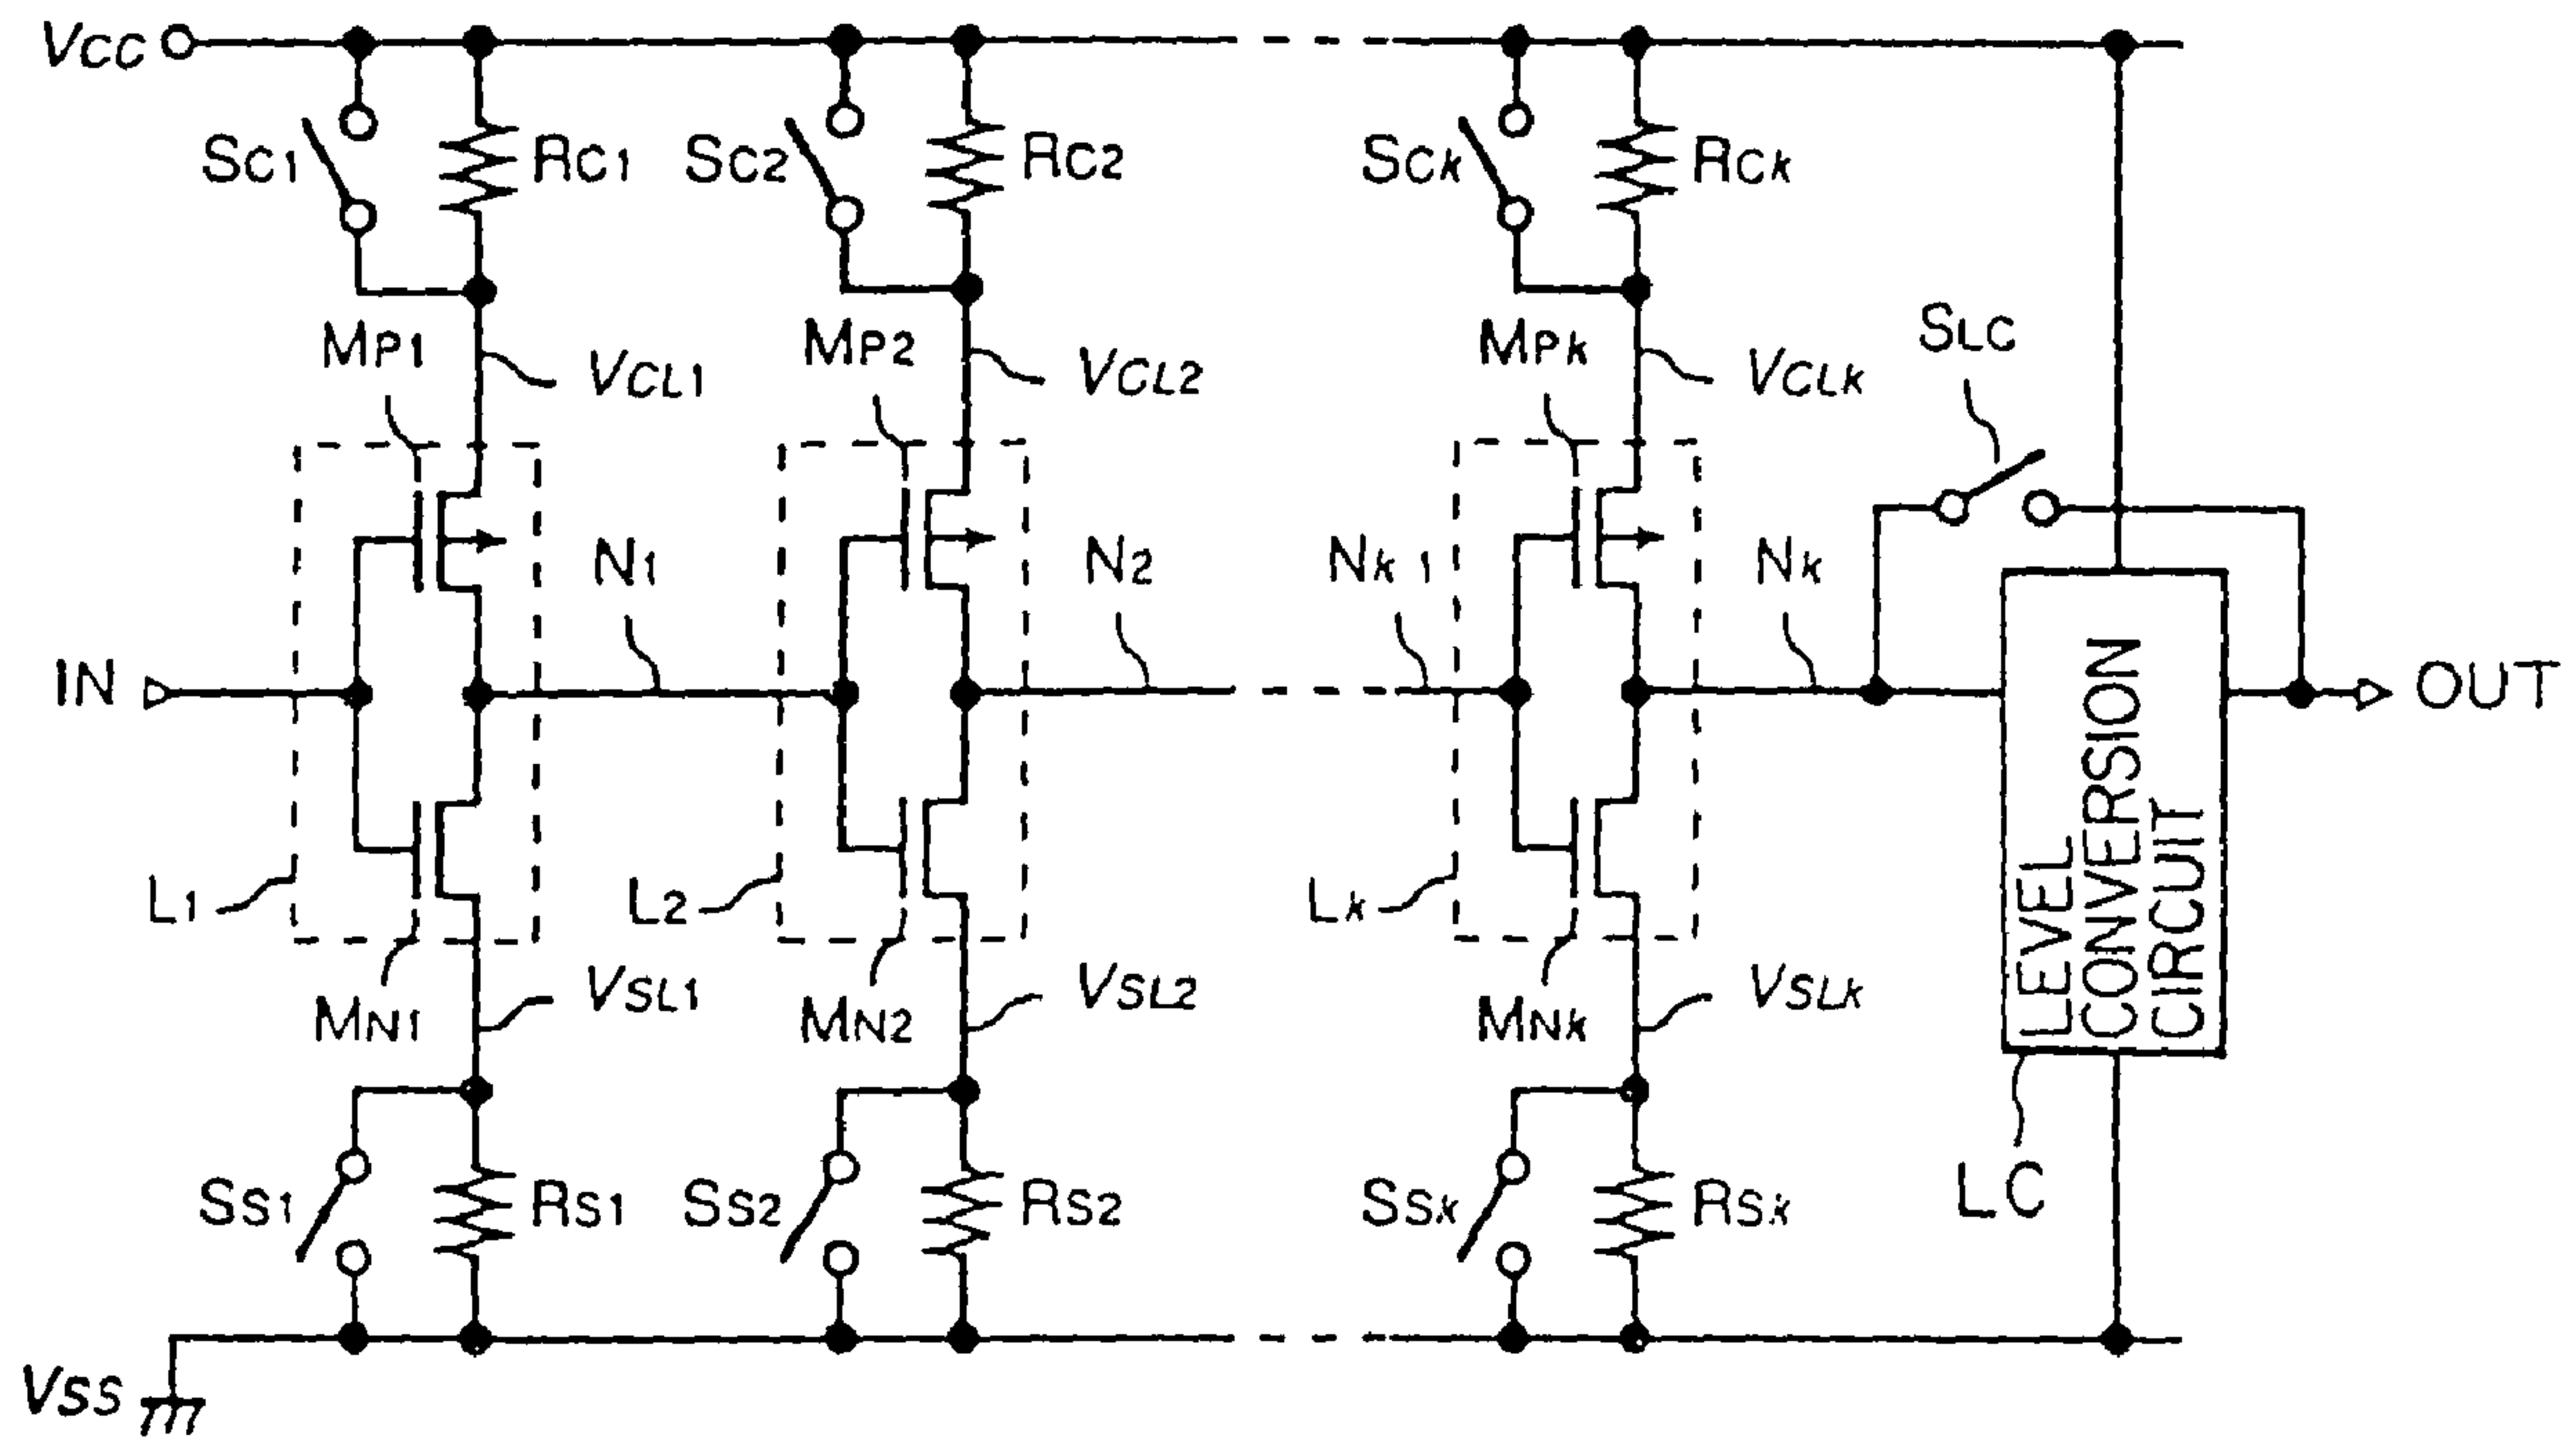 VCC
SC1
RC1
SC2
RC2
SCk
RCk
MP1
VCL1
MP2
VCL2
MPk
VCLk
SLC
IN
N1
N2
Nk 1
Nk
OUT
LEVEL
CONVERSION
CIRCUIT
L1
L2
Lk
MN1
VSL1
MN2
VSL2
MNk
VSLk
LC
SS1
RS1
SS2
RS2
SSk
RSk
VSS